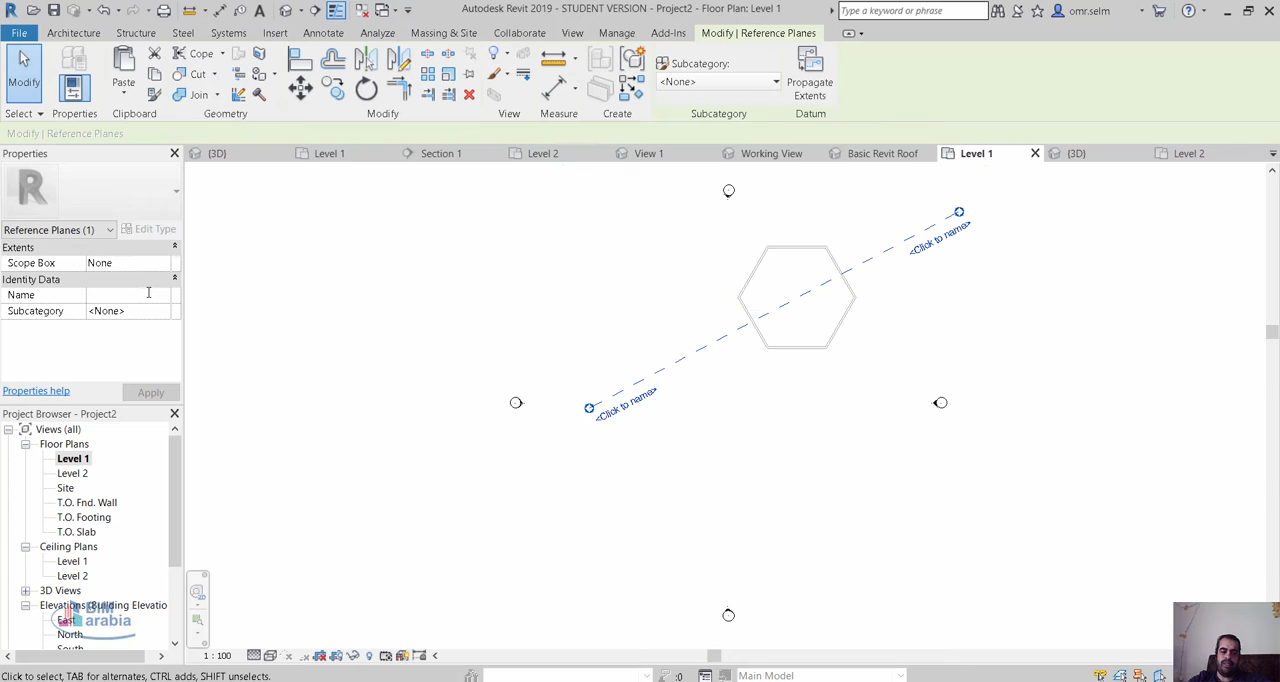 Autodesk Revit 2019 - STUDENT VERSION - Project2 - Floor Plan: Level 1
Type a keyword or phrase
omr.selm
File Architecture Structure Steel Systems Insert Annotate Analyze Massing & Site Collaborate View Manage Add-Ins Modify | Reference Planes
Modify
Paste
Cope
Cut
Join
Subcategory:
<None>
Propagate
Extents
Select Properties Clipboard Geometry Modify View Measure Create Subcategory Datum
Modify | Reference Planes
Properties
{3D} Level 1 Section 1 Level 2 View 1 Working View Basic Revit Roof Level 1 {3D} Level 2
R
Reference Planes (1) Edit Type
Extents
Scope Box None
Identity Data
Name
Subcategory <None>
<Click to name>
<Click to name>
Properties help Apply
Project Browser - Project2
Views (all)
Floor Plans
Level 1
Level 2
Site
T.O. Fnd. Wall
T.O. Footing
T.O. Slab
Ceiling Plans
Level 1
Level 2
3D Views
Elevations (Building Elevatio
East
North
South
BIM
arabia
1 : 100
Click to select, TAB for alternates, CTRL adds, SHIFT unselects.
:0
Main Model